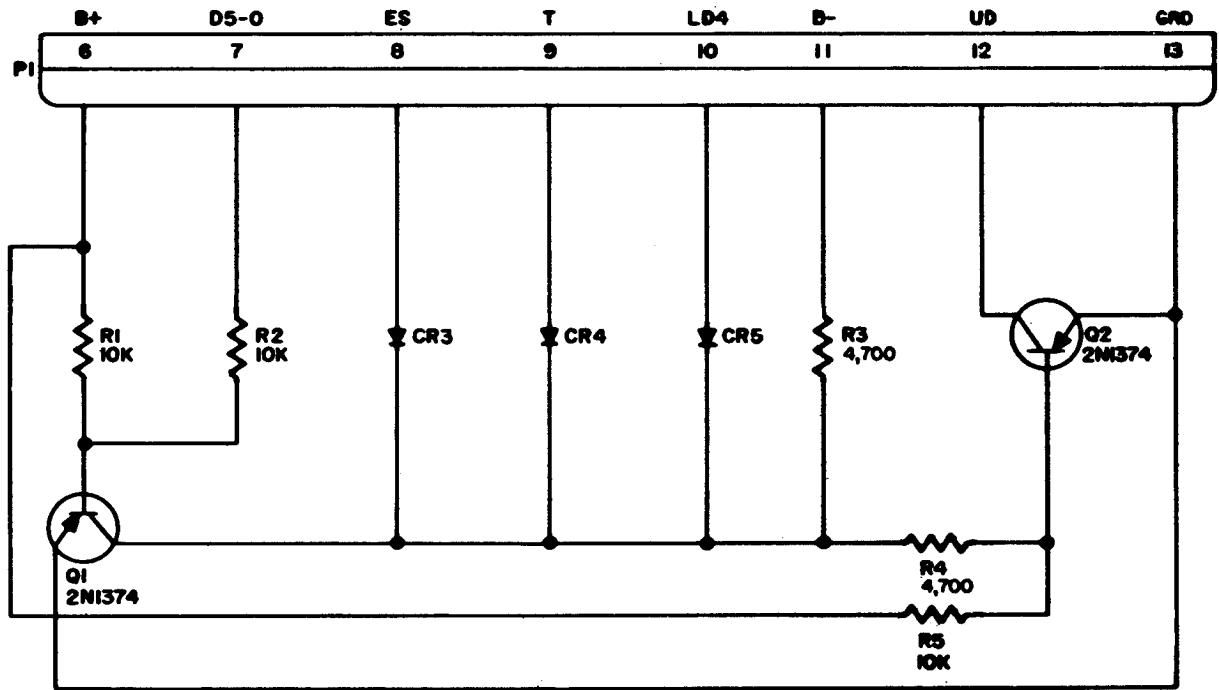 B+ D5-0 ES T LD4 B- UD GRD
6 7 8 9 10 11 12 13
P1
R1
10K
R2
10K
CR3
CR4
CR5
R3
4,700
Q2
2N1374
Q1
2N1374
R4
4,700
R5
10K